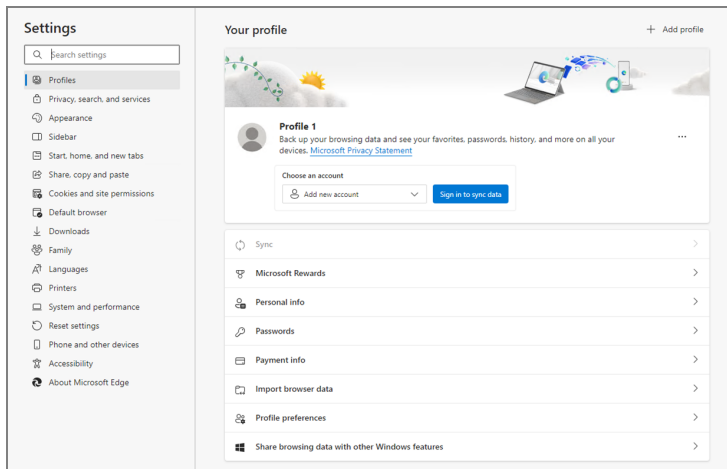 Settings
Search settings
Profiles
Privacy, search, and services
Appearance
Sidebar
Start, home, and new tabs
Share, copy and paste
Cookies and site permissions
Default browser
Downloads
Family
Languages
Printers
System and performance
Reset settings
Phone and other devices
Accessibility
About Microsoft Edge
Your profile
Add profile
Profile 1
Back up your browsing data and see your favorites, passwords, history, and more on all your
devices. Microsoft Privacy Statement
Choose an account
Add new account
Sign in to sync data
Sync
Microsoft Rewards
Personal info
Passwords
Payment info
Import browser data
Profile preferences
Share browsing data with other Windows features